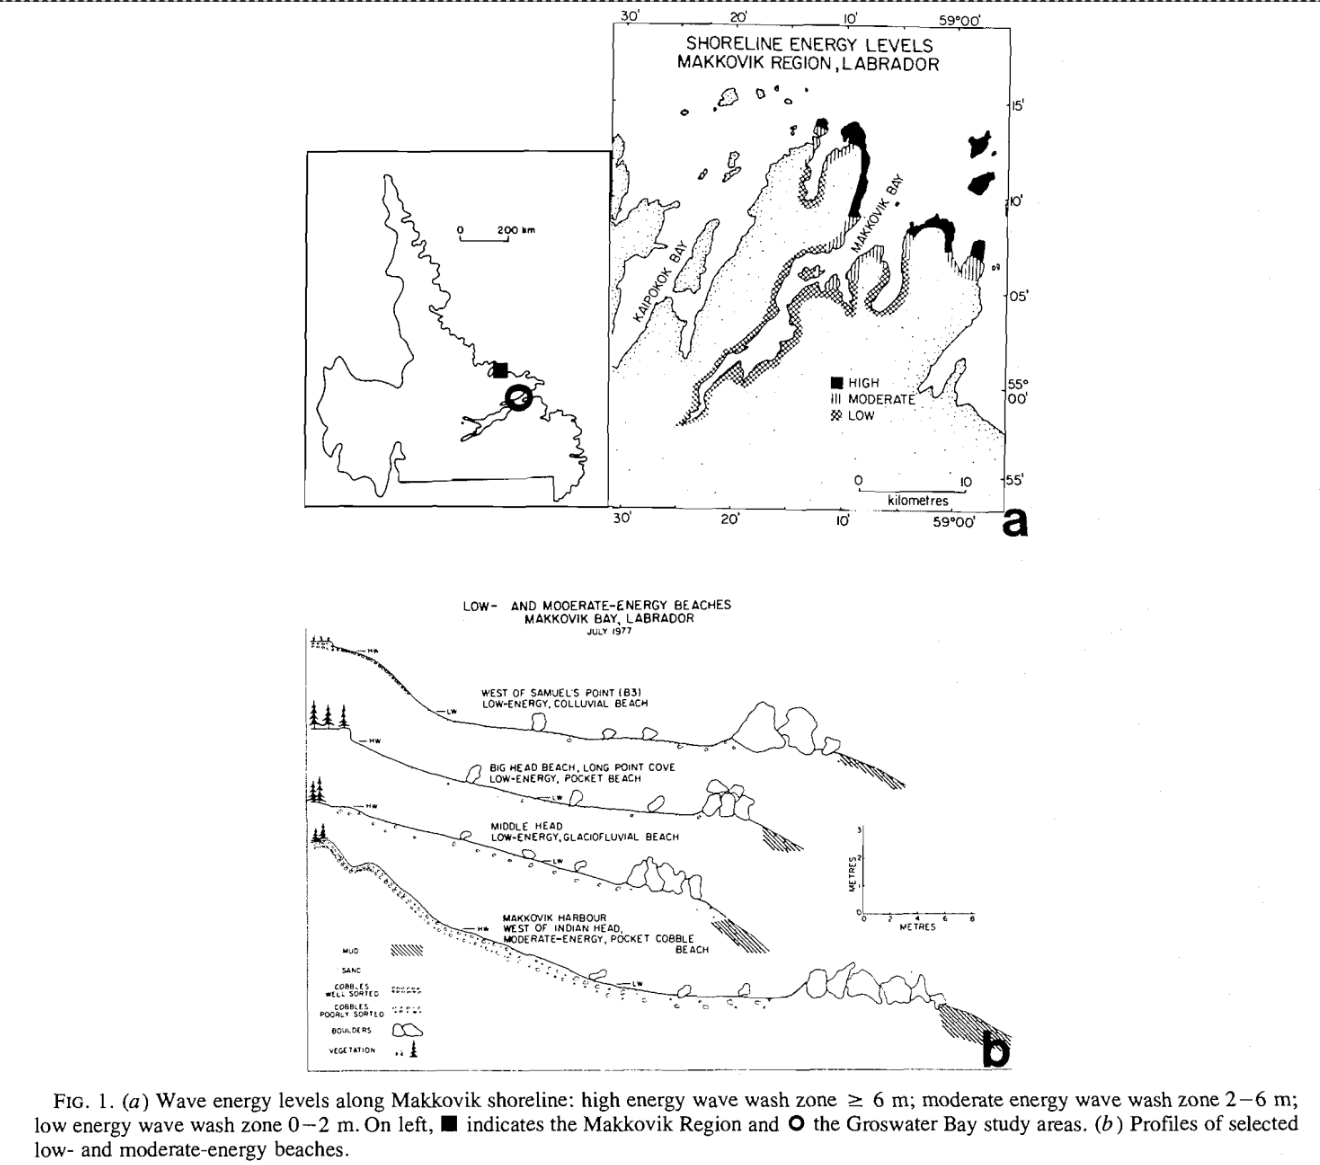 30' 20' 10' 59°00'
SHORELINE ENERGY LEVELS
MAKKOVIK REGION, LABRADOR
15'
10'
05'
55°
00'
55'
0 200 km
KAIPOKOK BAY
MAKKOVIK BAY
HIGH
MODERATE
LOW
0 10
kilometres
30' 20' 10' 59°00'
a
LOW- AND MODERATE-ENERGY BEACHES
MAKKOVIK BAY, LABRADOR
JULY 1977
HW
LW
WEST OF SAMUEL'S POINT (B3)
LOW-ENERGY, COLLUVIAL BEACH
HW
LW
BIG HEAD BEACH, LONG POINT COVE
LOW-ENERGY, POCKET BEACH
HW
LW
MIDDLE HEAD
LOW-ENERGY, GLACIOFLUVIAL BEACH
HW
LW
MAKKOVIK HARBOUR
WEST OF INDIAN HEAD,
MODERATE-ENERGY, POCKET COBBLE
BEACH
3
2
1
0
METRES
0 2 4 6 8
METRES
MUD
SAND
COBBLES
WELL SORTED
COBBLES
POORLY SORTED
BOULDERS
VEGETATION
b
FIG. 1. (a) Wave energy levels along Makkovik shoreline: high energy wave wash zone ≥ 6 m; moderate energy wave wash zone 2–6 m;
low energy wave wash zone 0–2 m. On left, ■ indicates the Makkovik Region and O the Groswater Bay study areas. (b) Profiles of selected
low- and moderate-energy beaches.